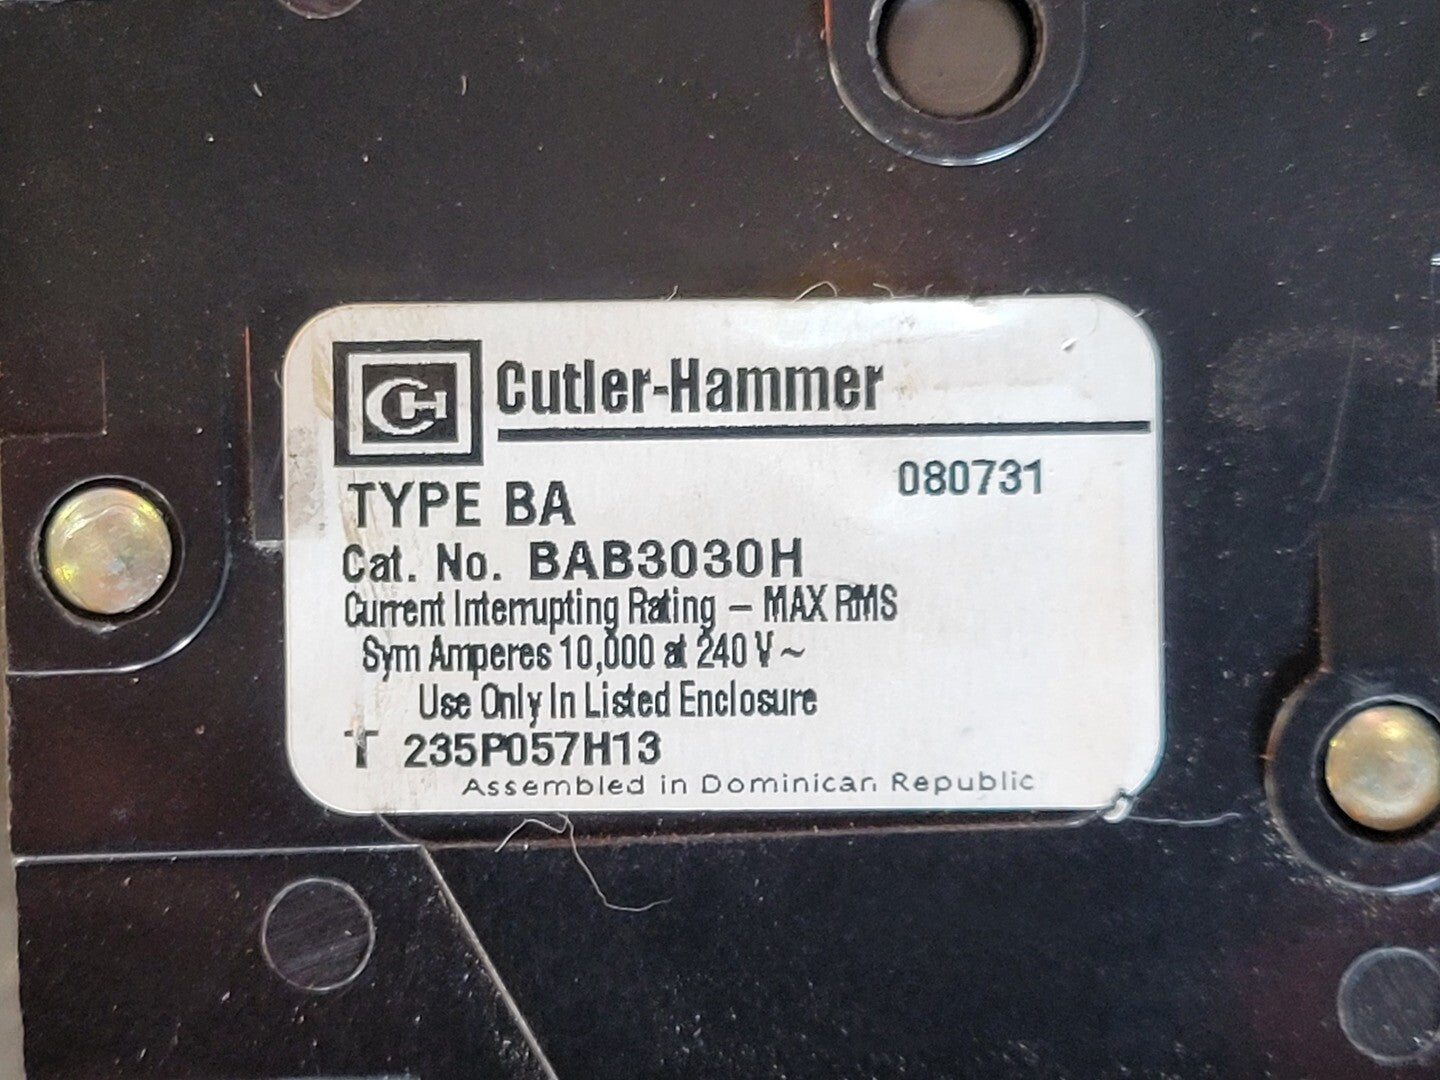 CH Cutler-Hammer
080731
TYPE BA
Cat. No. BAB3030H
Current Interrupting Rating – MAX RMS
Sym Amperes 10,000 at 240 V ~
Use Only In Listed Enclosure
T 235P057H13
Assembled in Dominican Republic